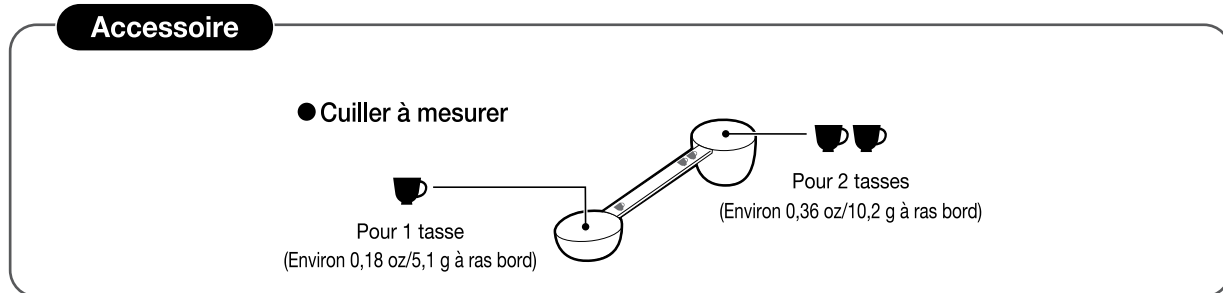 Accessoire
● Cuiller à mesurer
Pour 2 tasses
(Environ 0,36 oz/10,2 g à ras bord)
Pour 1 tasse
(Environ 0,18 oz/5,1 g à ras bord)